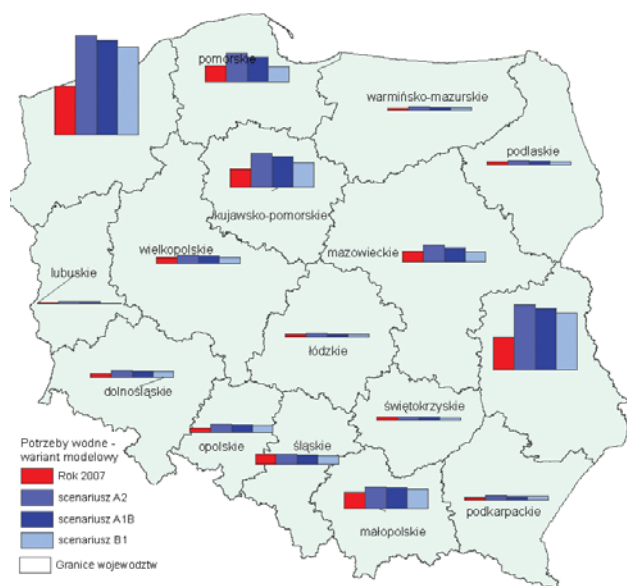 pomorskie
warmińsko-mazurskie
podlaskie
kujawsko-pomorskie
wielkopolskie
mazowieckie
lubuskie
łódzkie
dolnośląskie
świętokrzyskie
opolskie
śląskie
małopolskie
podkarpackie
Potrzeby wodne -
wariant modelowy
Rok 2007
scenariusz A2
scenariusz A1B
scenariusz B1
Granice wojewodztw